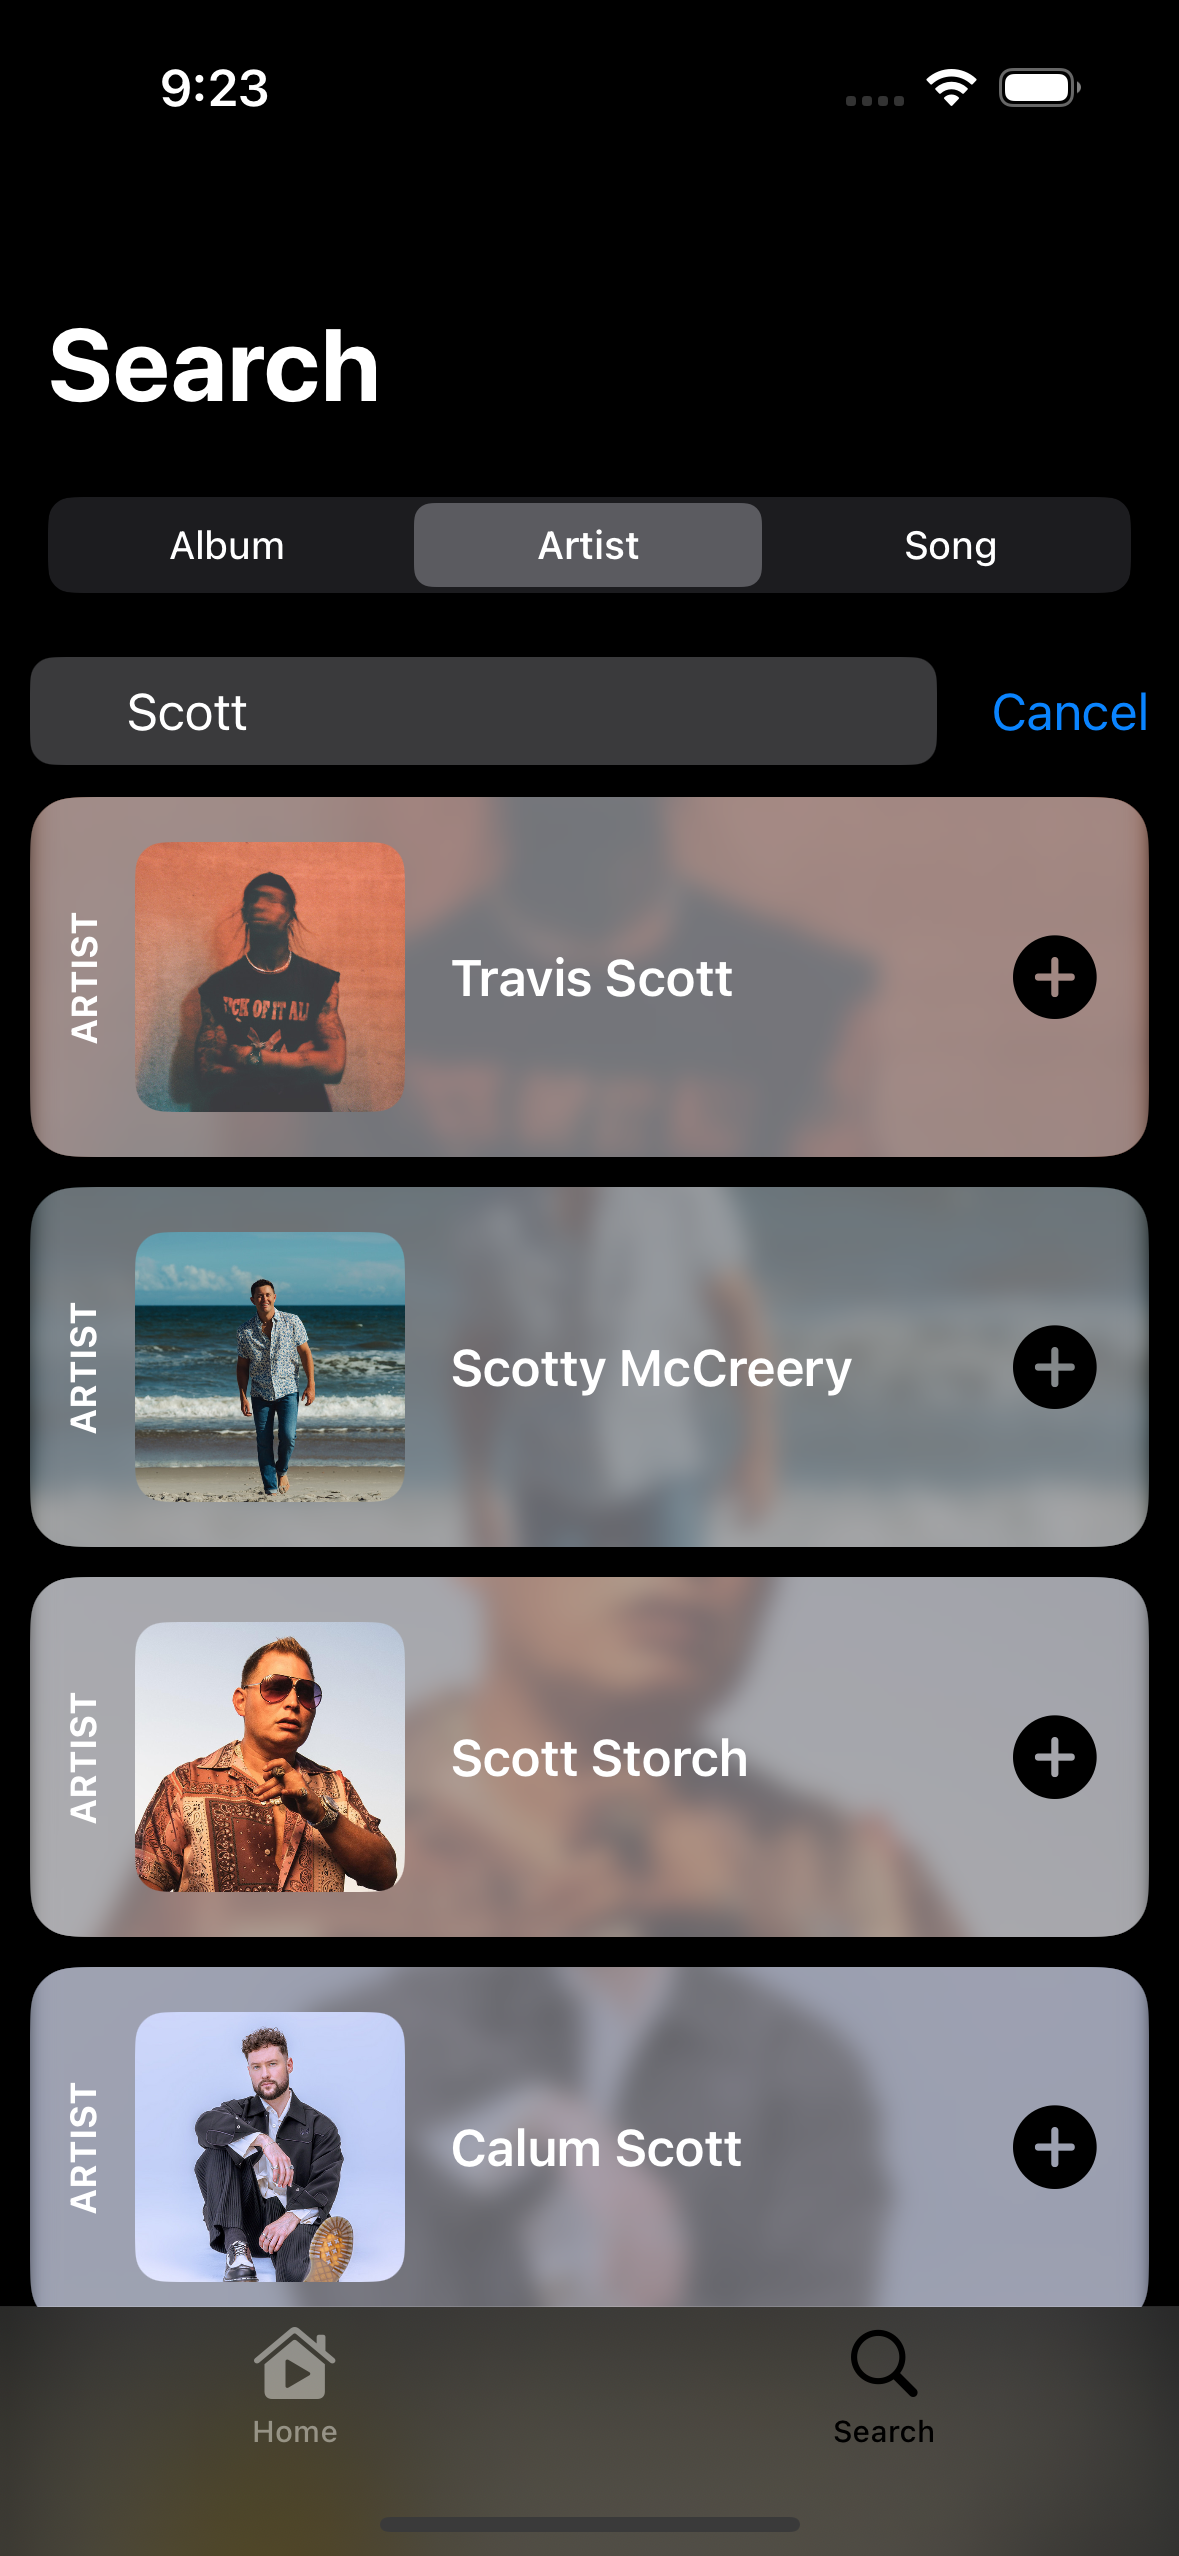 9:23
Search
Album Artist Song
Scott Cancel
ARTIST
Travis Scott
ARTIST
Scotty McCreery
ARTIST
Scott Storch
ARTIST
Calum Scott
Home Search